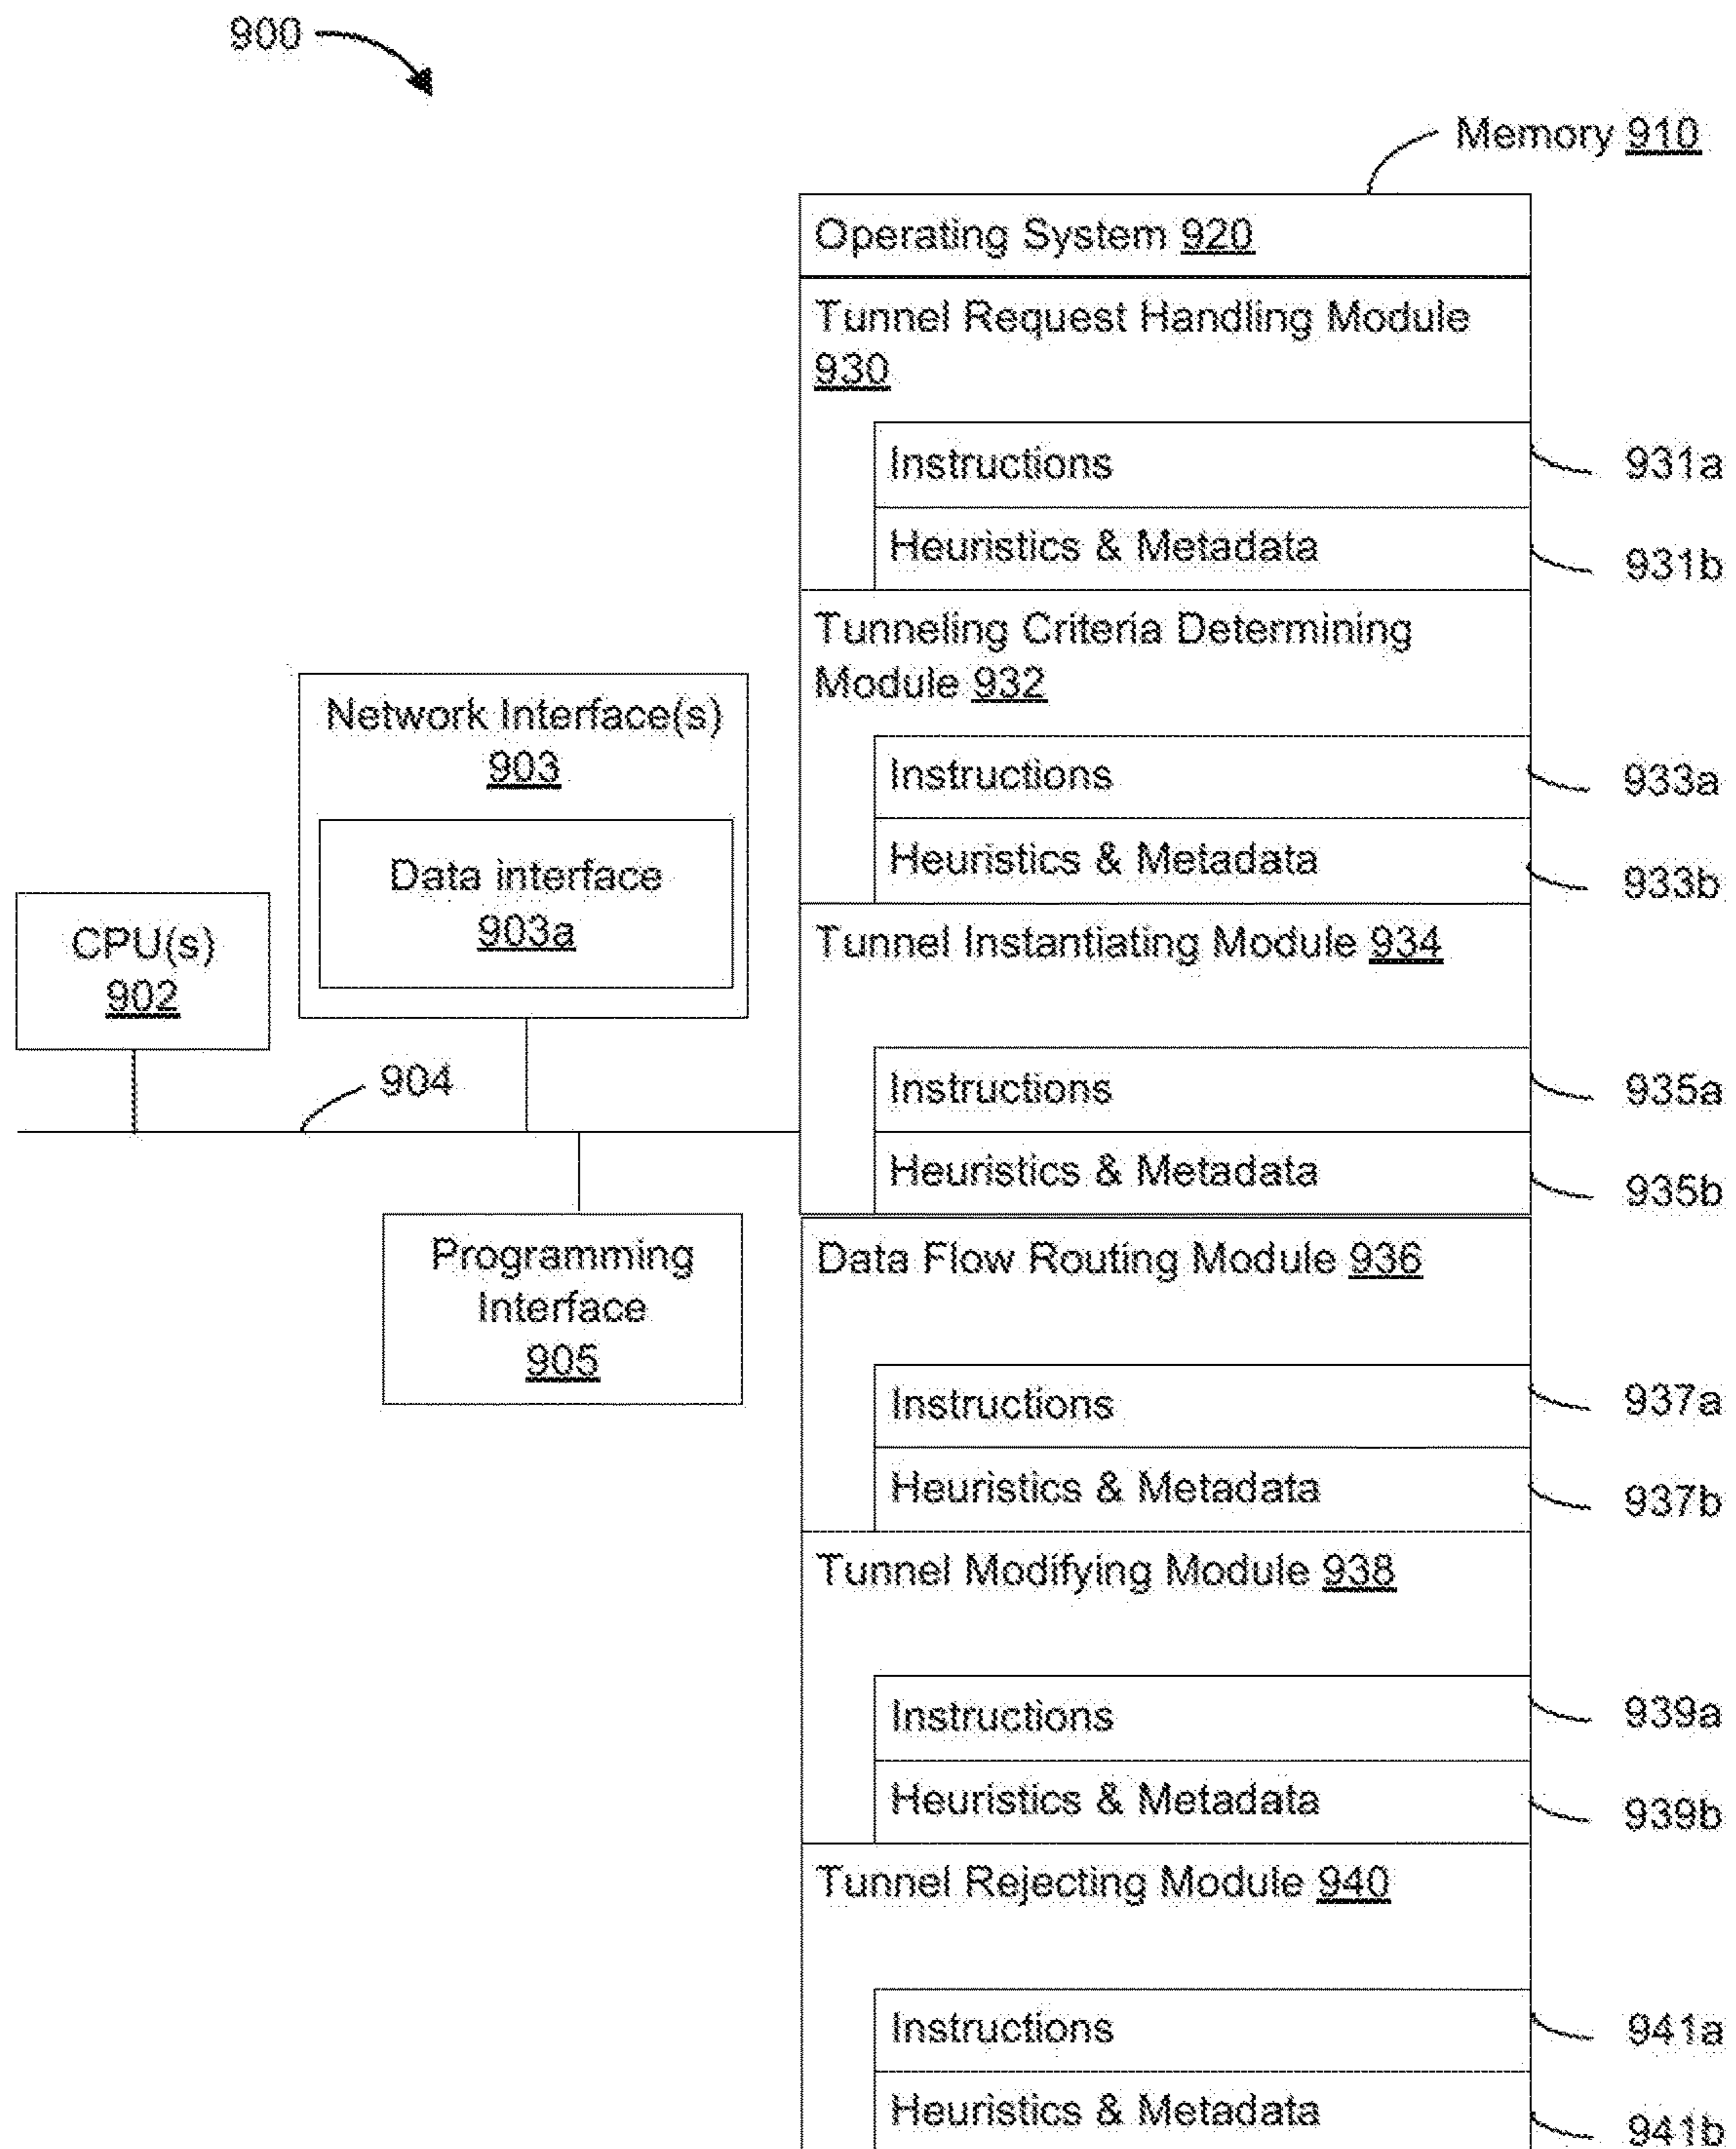 900
Memory 910
Operating System 920
Tunnel Request Handling Module
930
Instructions
931a
Heuristics & Metadata
931b
Tunneling Criteria Determining
Module 932
Instructions
933a
Heuristics & Metadata
933b
Network Interface(s)
903
Data interface
903a
CPU(s)
902
904
Tunnel Instantiating Module 934
Instructions
935a
Heuristics & Metadata
935b
Programming
Interface
905
Data Flow Routing Module 936
Instructions
937a
Heuristics & Metadata
937b
Tunnel Modifying Module 938
Instructions
939a
Heuristics & Metadata
939b
Tunnel Rejecting Module 940
Instructions
941a
Heuristics & Metadata
941b